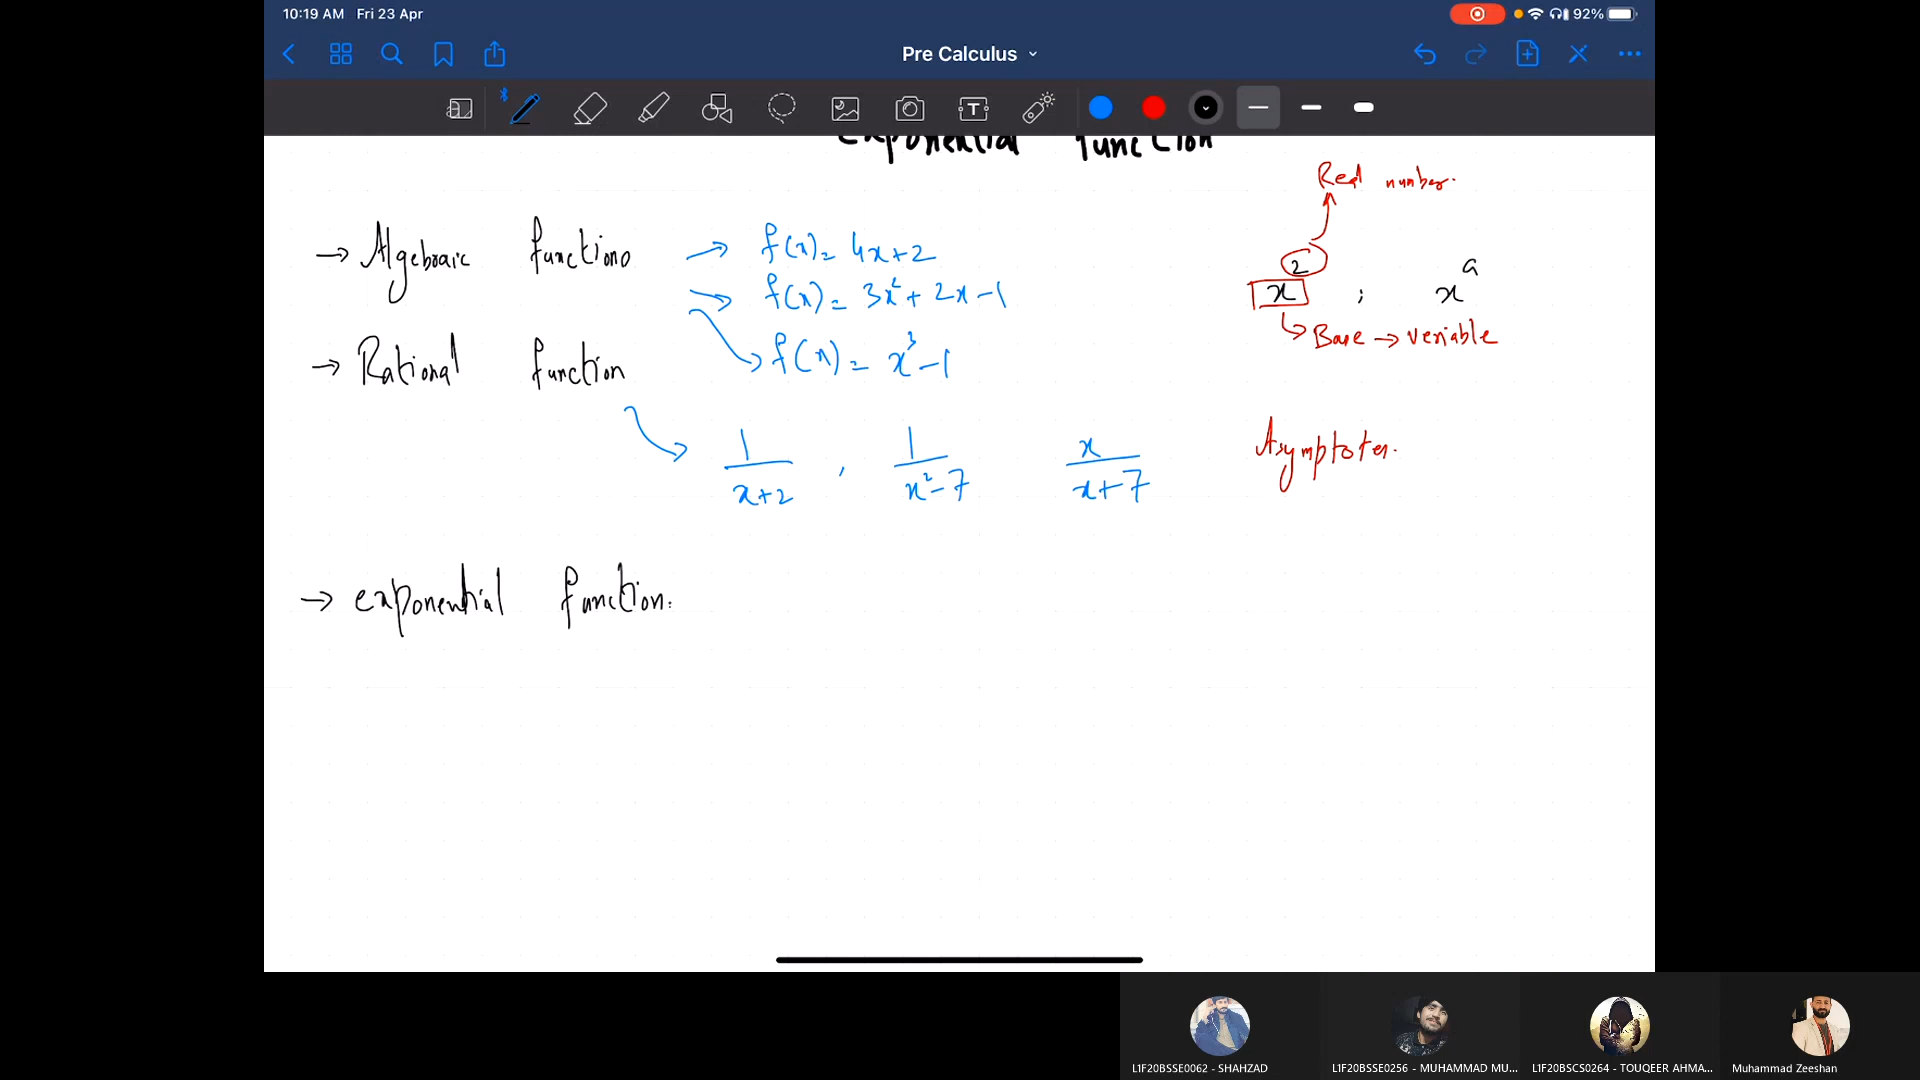 10:19 AM Fri 23 Apr
92%
Pre Calculus
exponential function
Real number.
→ Algebraic functions → f(x) = 4x+2
→ f(x) = 3x²+ 2x -1
x² ; xᵃ
Base → variable
→ Rational function
f(x) = x³-1
1/(x+2) , 1/(x²-7) x/(x+7)
Asymptotes.
→ exponential function.
L1F20BSSE0062 - SHAHZAD
L1F20BSSE0256 - MUHAMMAD MU...
L1F20BSCS0264 - TOUQEER AHMA...
Muhammad Zeeshan